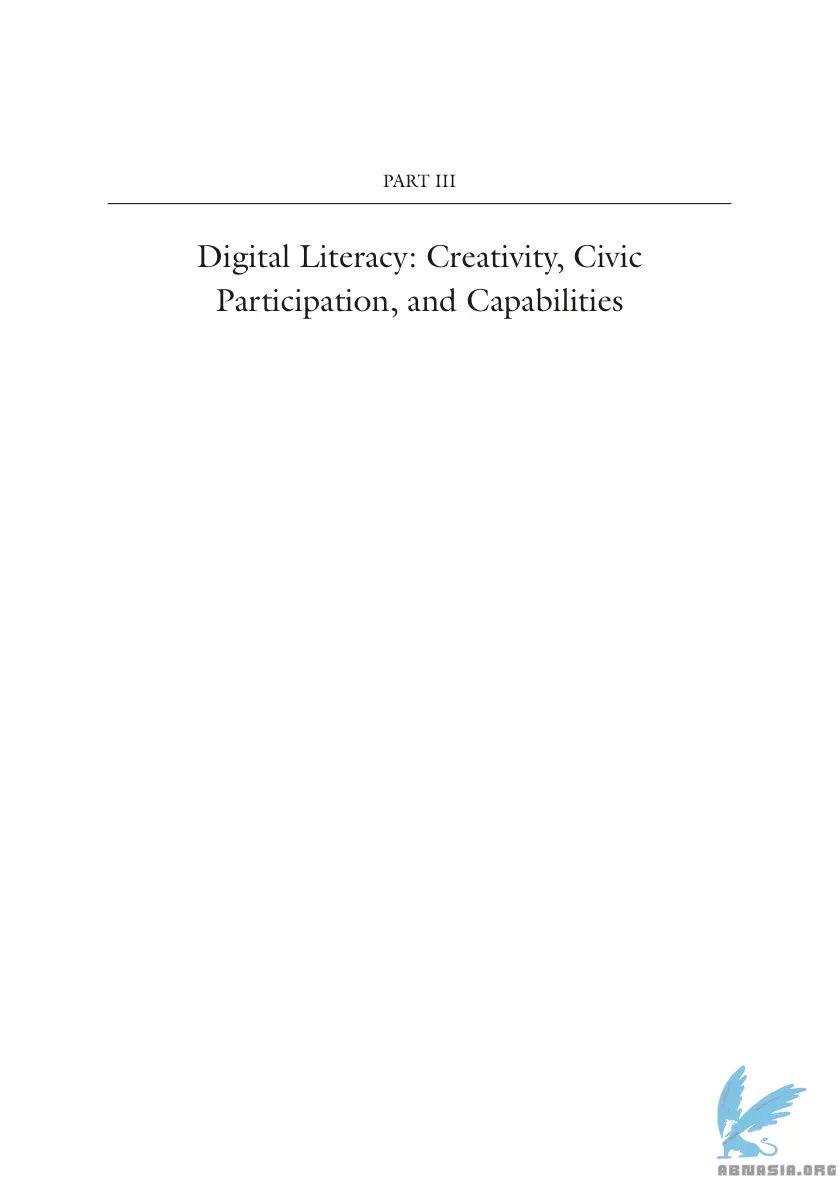 PART III
Digital Literacy: Creativity, Civic
Participation, and Capabilities
ABNASIA.ORG